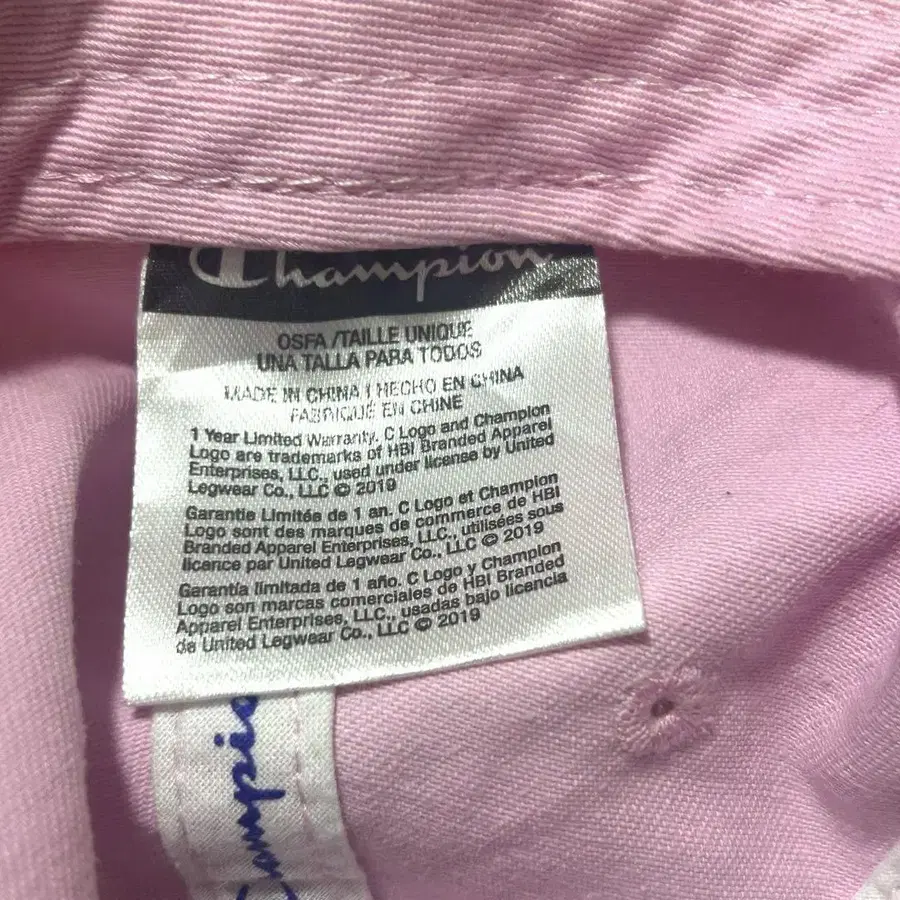 Champion
OSFA /TAILLE UNIQUE
UNA TALLA PARA TODOS
MADE IN CHINA / HECHO EN CHINA
FABRIQUÉ EN CHINE
1 Year Limited Warranty. C Logo and Champion
Logo are trademarks of HBI Branded Apparel
Enterprises, LLC., used under license by United
Legwear Co., LLC © 2019
Garantie Limitée de 1 an. C Logo et Champion
Logo sont des marques de commerce de HBI
Branded Apparel Enterprises, LLC., utilisées sous
licence par United Legwear Co., LLC © 2019
Garantía limitada de 1 año. C Logo y Champion
Logo son marcas comerciales de HBI Branded
Apparel Enterprises, LLC., usadas bajo licencia
de United Legwear Co., LLC © 2019